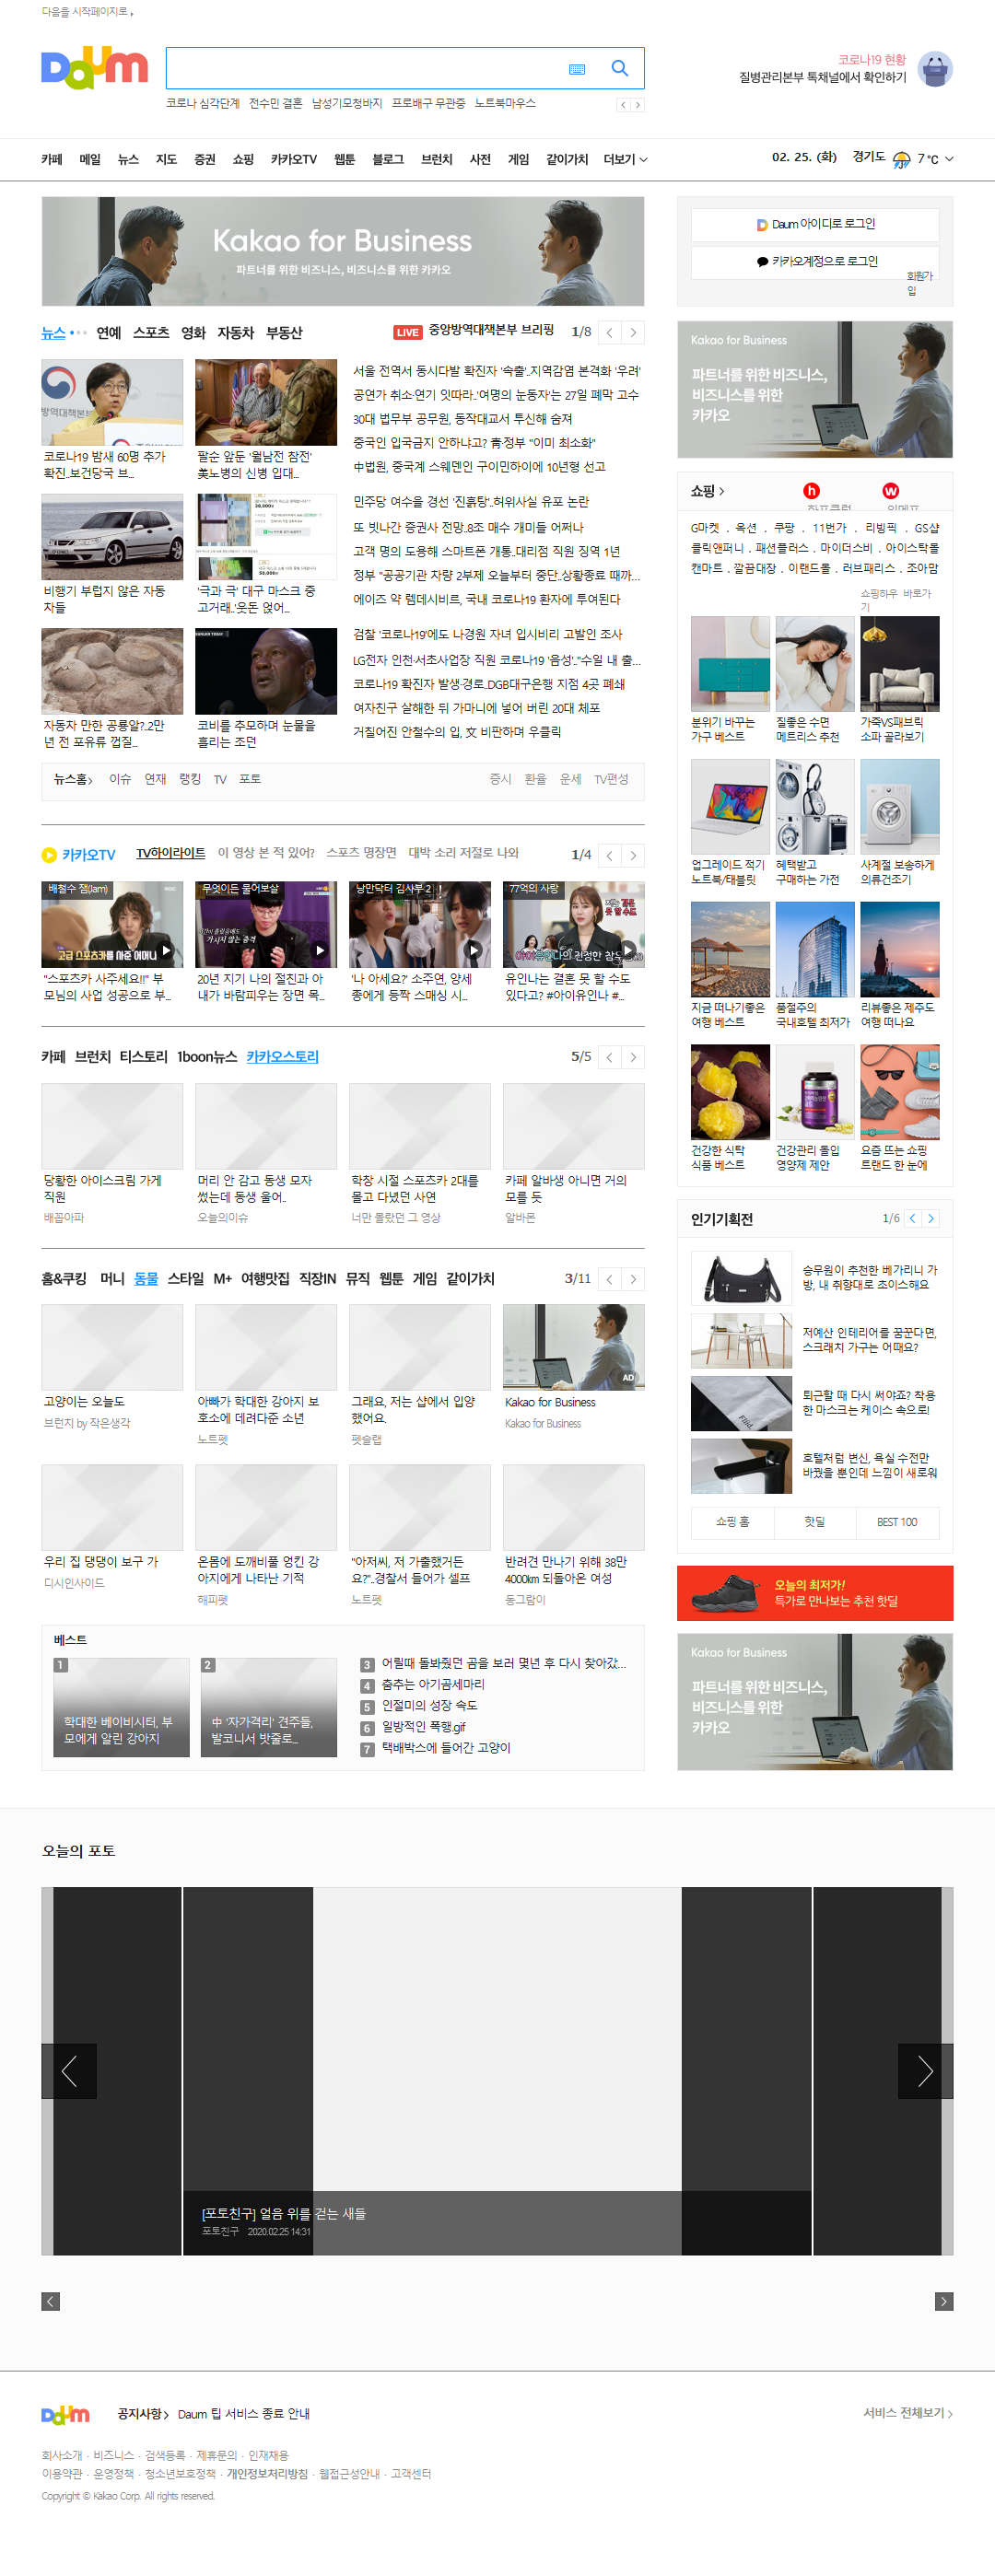 다음을 시작페이지로
Daum
코로나 심각단계 전수민 결혼 남성기모청바지 프로배구 무관중 노트북마우스
코로나19 현황
질병관리본부 톡채널에서 확인하기
카페 메일 뉴스 지도 증권 쇼핑 카카오TV 웹툰 블로그 브런치 사전 게임 같이가치 더보기
02. 25. (화) 경기도 7 °C
Kakao for Business
파트너를 위한 비즈니스, 비즈니스를 위한 카카오
Daum 아이디로 로그인
카카오계정으로 로그인
회원가
입
뉴스 연예 스포츠 영화 자동차 부동산
LIVE 중앙방역대책본부 브리핑 1/8
코로나19 밤새 60명 추가
확진..보건당국 브...
팔순 앞둔 '월남전 참전'
美노병의 신병 입대...
비행기 부럽지 않은 자동
차들
'극과 극' 대구 마스크 중
고거래..'웃돈 얹어...
자동차 만한 공룡알?..2만
년 전 포유류 껍질...
코비를 추모하며 눈물을
흘리는 조던
서울 전역서 동시다발 확진자 '속출'..지역감염 본격화 '우려'
공연가 취소·연기 잇따라..'여명의 눈동자'는 27일 폐막 고수
30대 법무부 공무원, 동작대교서 투신해 숨져
중국인 입국금지 안하냐고? 靑·정부 "이미 최소화"
中법원, 중국계 스웨덴인 구이민하이에 10년형 선고
민주당 여수을 경선 '진흙탕'..허위사실 유포 논란
또 빗나간 증권사 전망..8조 매수 개미들 어쩌나
고객 명의 도용해 스마트폰 개통..대리점 직원 징역 1년
정부 "공공기관 차량 2부제 오늘부터 중단..상황종료 때까...
에이즈 약 렘데시비르, 국내 코로나19 환자에 투여된다
검찰 '코로나19'에도 나경원 자녀 입시비리 고발인 조사
LG전자 인천·서초사업장 직원 코로나19 '음성'.."수일 내 출...
코로나19 확진자 발생·경로..DGB대구은행 지점 4곳 폐쇄
여자친구 살해한 뒤 가마니에 넣어 버린 20대 체포
거칠어진 안철수의 입, 文 비판하며 우클릭
뉴스홈 이슈 연재 랭킹 TV 포토
증시 환율 운세 TV편성
Kakao for Business
파트너를 위한 비즈니스,
비즈니스를 위한
카카오
쇼핑
h w
G마켓 . 옥션 . 쿠팡 . 11번가 . 리빙픽 . GS샵
클릭앤퍼니 . 패션플러스 . 마이더스비 . 아이스탁몰
캔마트 . 깔끔대장 . 이랜드몰 . 러브패리스 . 조아맘
쇼핑하우 바로가
기
분위기 바꾸는
가구 베스트
질좋은 수면
메트리스 추천
가죽VS패브릭
소파 골라보기
업그레이드 적기
노트북/태블릿
혜택받고
구매하는 가전
사계절 보송하게
의류건조기
지금 떠나기좋은
여행 베스트
품절주의
국내호텔 최저가
리뷰좋은 제주도
여행 떠나요
건강한 식탁
식품 베스트
건강관리 돌입
영양제 제안
요즘 뜨는 쇼핑
트랜드 한 눈에
카카오TV TV하이라이트 이 영상 본 적 있어? 스포츠 명장면 대박 소리 저절로 나와 1/4
배철수 잼(Jam)
고급 스포츠카를 사준 어머니
"스포츠카 사주세요!!" 부
모님의 사업 성공으로 부...
무엇이든 물어보살
20년 지기 나의 절친과 아
내가 바람피우는 장면 목...
낭만닥터 김사부 2
'나 아세요?' 소주연, 양세
종에게 등짝 스매싱 시...
77억의 사랑
유인나는 결혼 못 할 수도
있다고? #아이유인나 #...
카페 브런치 티스토리 1boon뉴스 카카오스토리 5/5
당황한 아이스크림 가게
직원
배꼽아파
머리 안 감고 동생 모자
썼는데 동생 울어..
오늘의이슈
학창 시절 스포츠카 2대를
몰고 다녔던 사연
너만 몰랐던 그 영상
카페 알바생 아니면 거의
모를 듯
알바몬
홈&쿠킹 머니 동물 스타일 M+ 여행맛집 직장IN 뮤직 웹툰 게임 같이가치 3/11
고양이는 오늘도
브런치 by 작은생각
아빠가 학대한 강아지 보
호소에 데려다준 소년
노트펫
그래요, 저는 샵에서 입양
했어요.
펫슬랩
AD
Kakao for Business
Kakao for Business
우리 집 댕댕이 보구 가
디시인사이드
온몸에 도깨비풀 엉킨 강
아지에게 나타난 기적
해피펫
"아저씨, 저 가출했거든
요?"..경찰서 들어가 셀프
노트펫
반려견 만나기 위해 38만
4000km 되돌아온 여성
동그람이
베스트
1
학대한 베이비시터, 부
모에게 알린 강아지
2
中 '자가격리' 견주들,
발코니서 밧줄로...
3 어릴때 돌봐줬던 곰을 보러 몇년 후 다시 찾아갔...
4 춤추는 아기곰세마리
5 인절미의 성장 속도
6 일방적인 폭행.gif
7 택배박스에 들어간 고양이
인기기획전 1/6
승무원이 추천한 베가리니 가
방, 내 취향대로 초이스해요
저예산 인테리어를 꿈꾼다면,
스크래치 가구는 어때요?
퇴근할 때 다시 써야죠? 착용
한 마스크는 케이스 속으로!
호텔처럼 변신, 욕실 수전만
바꿨을 뿐인데 느낌이 새로워
쇼핑 홈 핫딜 BEST 100
오늘의 최저가!
특가로 만나보는 추천 핫딜
Kakao for Business
파트너를 위한 비즈니스,
비즈니스를 위한
카카오
오늘의 포토
[포토친구] 얼음 위를 걷는 새들
포토친구 2020.02.25 14:31
Daum 공지사항 Daum 팁 서비스 종료 안내
서비스 전체보기
회사소개 · 비즈니스 · 검색등록 · 제휴문의 · 인재채용
이용약관 · 운영정책 · 청소년보호정책 · 개인정보처리방침 · 웹접근성안내 · 고객센터
Copyright © Kakao Corp. All rights reserved.